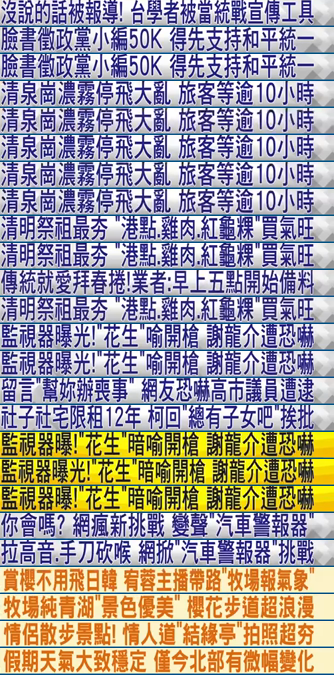 沒說的話被報導! 台學者被當統戰宣傳工具
臉書徵政黨小編50K 得先支持和平統一
臉書徵政黨小編50K 得先支持和平統一
清泉崗濃霧停飛大亂 旅客等逾10小時
清泉崗濃霧停飛大亂 旅客等逾10小時
清泉崗濃霧停飛大亂 旅客等逾10小時
清泉崗濃霧停飛大亂 旅客等逾10小時
清泉崗濃霧停飛大亂 旅客等逾10小時
清明祭祖最夯 "港點.雞肉.紅龜粿"買氣旺
清明祭祖最夯 "港點.雞肉.紅龜粿"買氣旺
傳統就愛拜春捲!業者:早上五點開始備料
清明祭祖最夯 "港點.雞肉.紅龜粿"買氣旺
監視器曝光!"花生"喻開槍 謝龍介遭恐嚇
監視器曝光!"花生"喻開槍 謝龍介遭恐嚇
留言"幫妳辦喪事" 網友恐嚇高市議員遭逮
社子社宅限租12年 柯回"總有子女吧"挨批
監視器曝!"花生"暗喻開槍 謝龍介遭恐嚇
監視器曝光!"花生"暗喻開槍 謝龍介遭恐嚇
監視器曝!"花生"暗喻開槍 謝龍介遭恐嚇
你會嗎? 網瘋新挑戰 變聲"汽車警報器"
拉高音.手刀砍喉 網掀"汽車警報器"挑戰
賞櫻不用飛日韓 宥蓉主播帶路"牧場報氣象"
牧場純青湖"景色優美" 櫻花步道超浪漫
情侶散步景點! 情人道"結緣亭"拍照超夯
假期天氣大致穩定 僅今北部有微幅變化